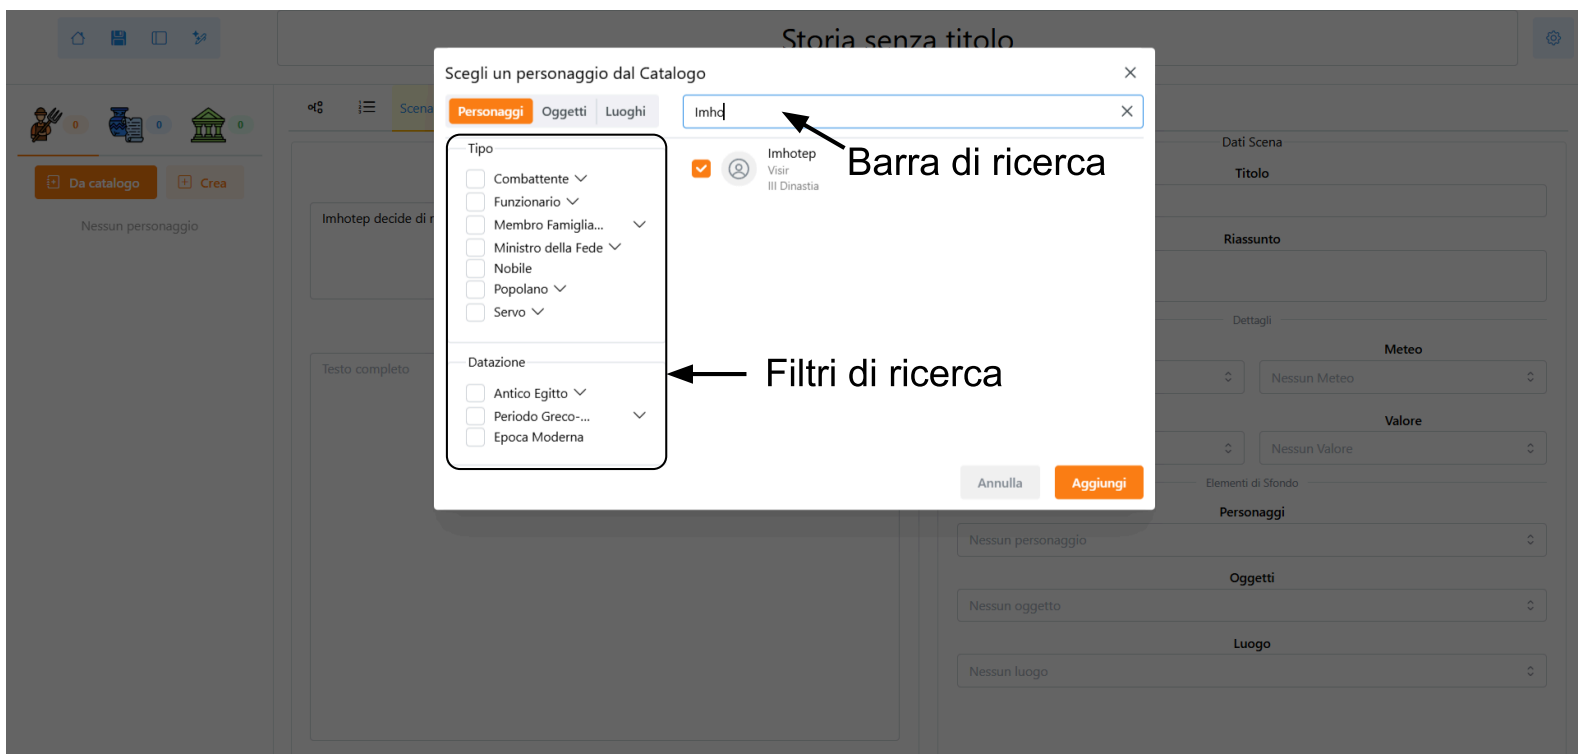 Storia senza titolo
Scegli un personaggio dal Catalogo
Personaggi Oggetti Luoghi
Imho
0 0 0
Scena
Da catalogo Crea
Nessun personaggio
Tipo
Combattente
Funzionario
Membro Famiglia...
Ministro della Fede
Nobile
Popolano
Servo
Datazione
Antico Egitto
Periodo Greco-...
Epoca Moderna
Imhotep
Visir
III Dinastia
Barra di ricerca
Filtri di ricerca
Annulla Aggiungi
Imhotep decide di r
Testo completo
Dati Scena
Titolo
Riassunto
Dettagli
Meteo
Nessun Meteo
Valore
Nessun Valore
Elementi di Sfondo
Personaggi
Nessun personaggio
Oggetti
Nessun oggetto
Luogo
Nessun luogo